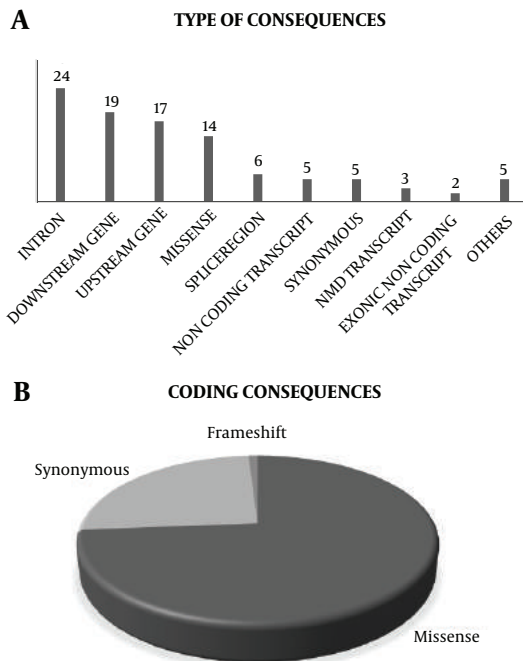 A
TYPE OF CONSEQUENCES
24
19
17
14
6
5
5
3
2
5
INTRON
DOWNSTREAM GENE
UPSTREAM GENE
MISSENSE
SPLICEREGION
NON CODING TRANSCRIPT
SYNONYMOUS
NMD TRANSCRIPT
EXONIC NON CODING
TRANSCRIPT
OTHERS
B
CODING CONSEQUENCES
Frameshift
Synonymous
Missense